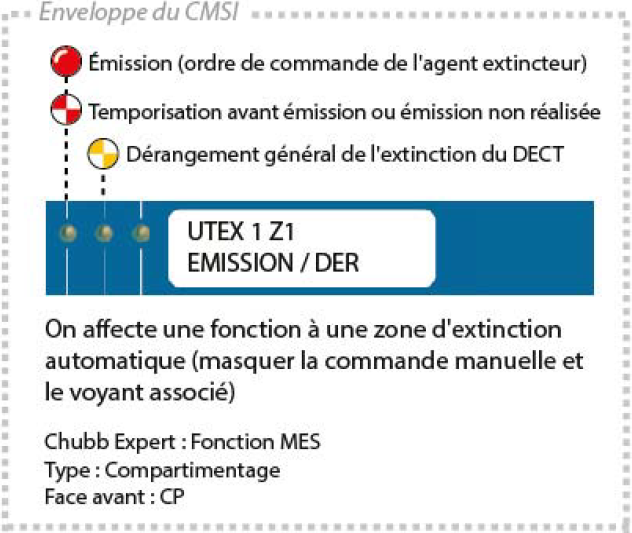 Enveloppe du CMSI
Émission (ordre de commande de l'agent extincteur)
Temporisation avant émission ou émission non réalisée
Dérangement général de l'extinction du DECT
UTEX 1 Z1
EMISSION / DER
On affecte une fonction à une zone d'extinction
automatique (masquer la commande manuelle et
le voyant associé)
Chubb Expert : Fonction MES
Type : Compartimentage
Face avant : CP